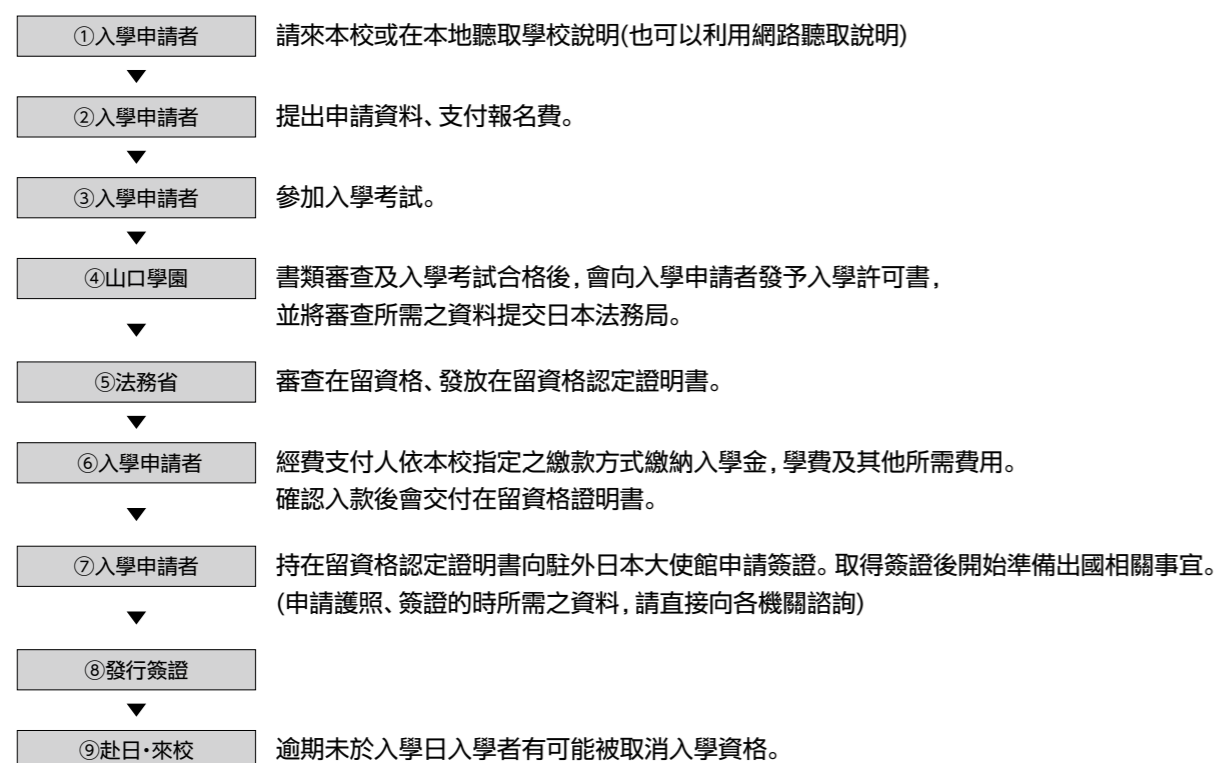 ①入學申請者 請來本校或在本地聽取學校說明(也可以利用網路聽取說明)
▼
②入學申請者 提出申請資料、支付報名費。
▼
③入學申請者 參加入學考試。
▼
④山口學園 書類審查及入學考試合格後,會向入學申請者發予入學許可書,
並將審查所需之資料提交日本法務局。
▼
⑤法務省 審查在留資格、發放在留資格認定證明書。
▼
⑥入學申請者 經費支付人依本校指定之繳款方式繳納入學金,學費及其他所需費用。
確認入款後會交付在留資格證明書。
▼
⑦入學申請者 持在留資格認定證明書向駐外日本大使館申請簽證。取得簽證後開始準備出國相關事宜。
(申請護照、簽證的時所需之資料,請直接向各機關諮詢)
▼
⑧發行簽證
▼
⑨赴日・來校 逾期未於入學日入學者有可能被取消入學資格。